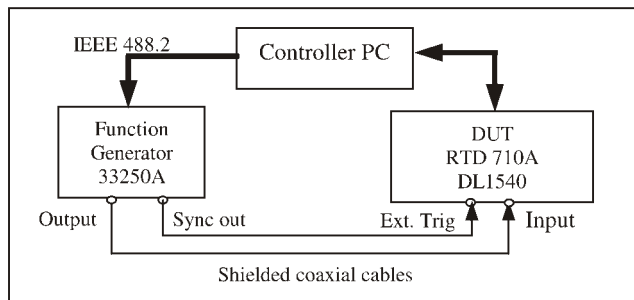 IEEE 488.2
Controller PC
Function
Generator
33250A
DUT
RTD 710A
DL1540
Output
Sync out
Ext. Trig
Input
Shielded coaxial cables